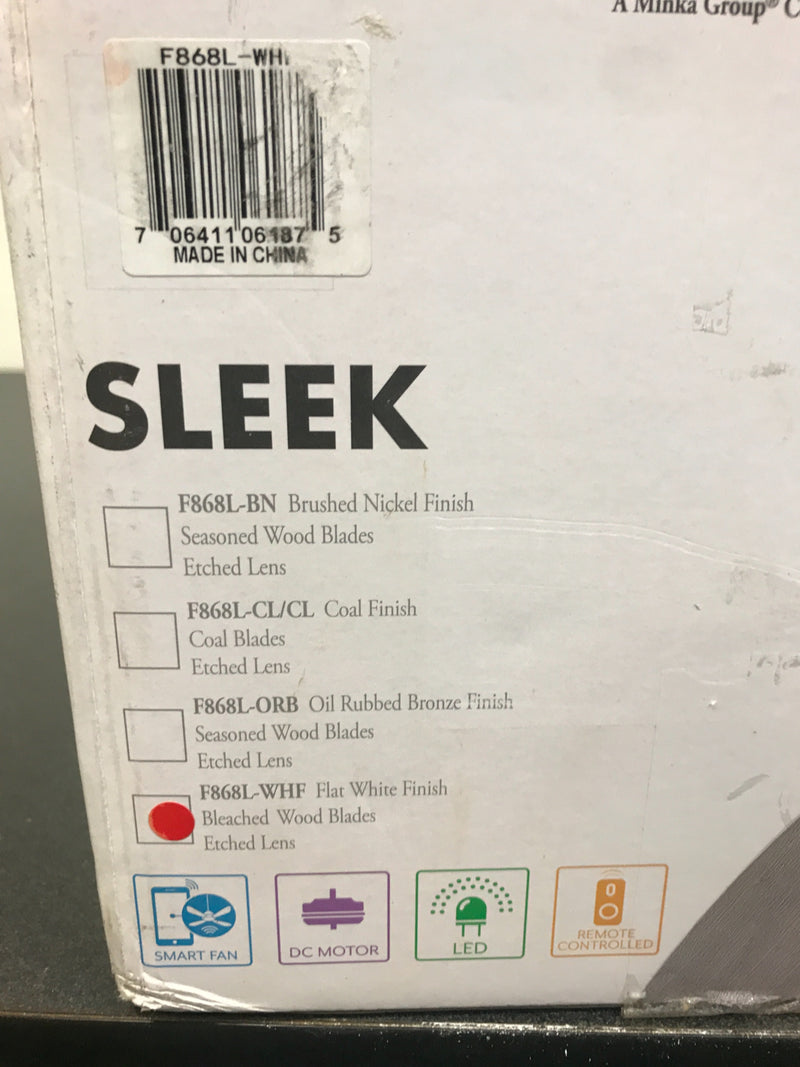 A Minka Group® C
F868L-WH
7 06411 06187 5
MADE IN CHINA
SLEEK
F868L-BN Brushed Nickel Finish
Seasoned Wood Blades
Etched Lens
F868L-CL/CL Coal Finish
Coal Blades
Etched Lens
F868L-ORB Oil Rubbed Bronze Finish
Seasoned Wood Blades
Etched Lens
F868L-WHF Flat White Finish
Bleached Wood Blades
Etched Lens
SMART FAN
DC MOTOR
LED
REMOTE
CONTROLLED